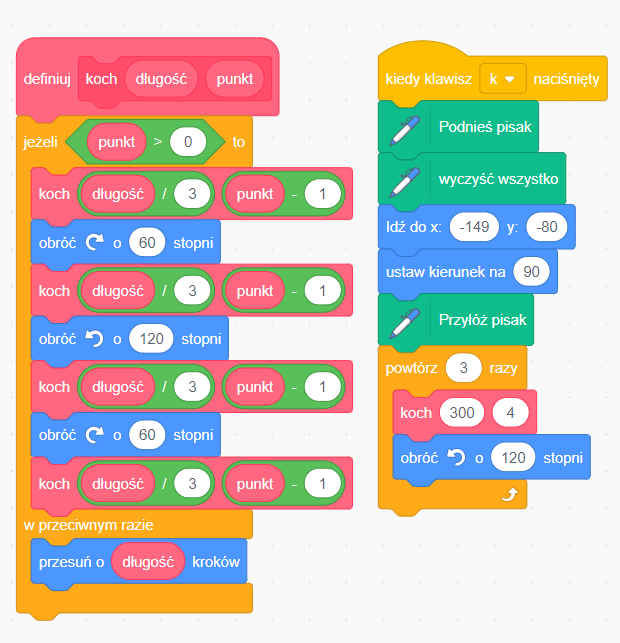 definiuj koch długość punkt
jeżeli punkt > 0 to
koch długość / 3 punkt - 1
obróć o 60 stopni
koch długość / 3 punkt - 1
obróć o 120 stopni
koch długość / 3 punkt - 1
obróć o 60 stopni
koch długość / 3 punkt - 1
w przeciwnym razie
przesuń o długość kroków
kiedy klawisz k naciśnięty
Podnieś pisak
wyczyść wszystko
Idź do x: -149 y: -80
ustaw kierunek na 90
Przyłóż pisak
powtórz 3 razy
koch 300 4
obróć o 120 stopni